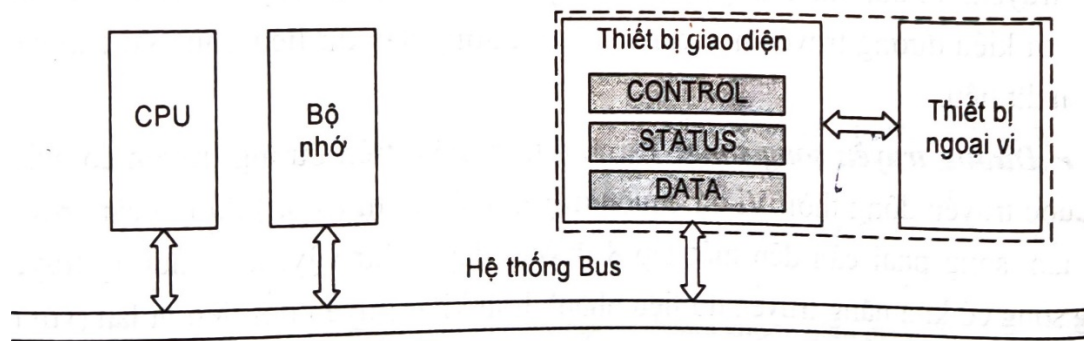 CPU
Bộ
nhớ
Thiết bị giao diện
CONTROL
STATUS
DATA
Thiết bị
ngoại vi
Hệ thống Bus